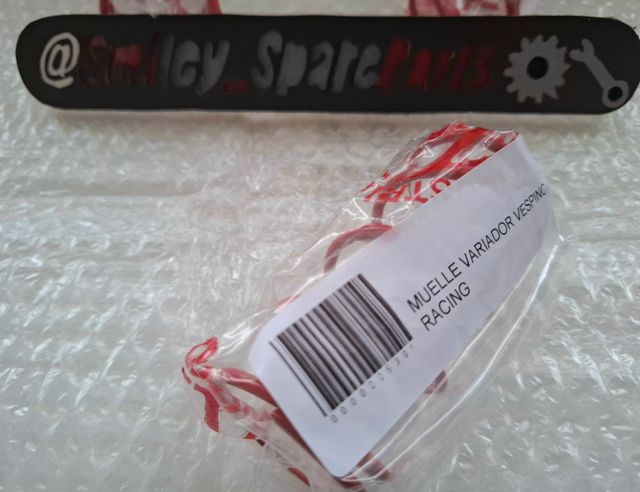 @Smiley_SpareParts
MUELLE VARIADOR VESPINO
RACING